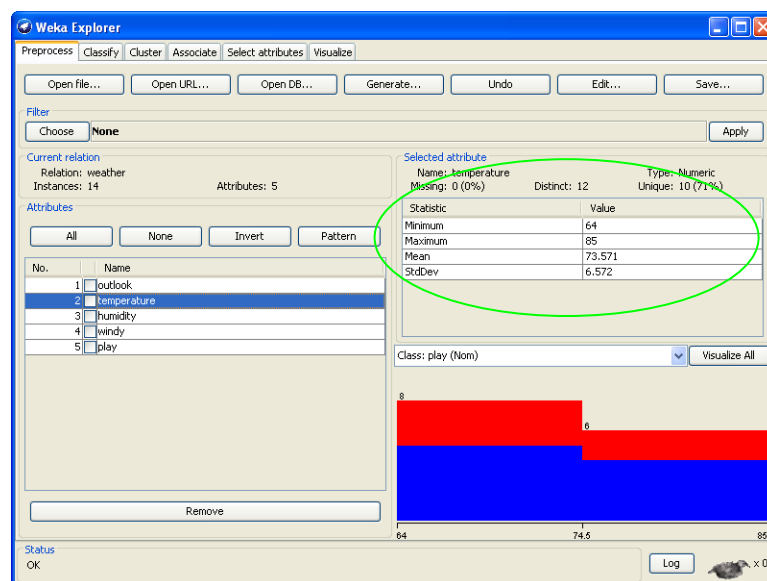 Weka Explorer
Preprocess Classify Cluster Associate Select attributes Visualize
Open file... Open URL... Open DB... Generate... Undo Edit... Save...
Filter
Choose None Apply
Current relation
Relation: weather
Instances: 14 Attributes: 5
Selected attribute
Name: temperature Type: Numeric
Missing: 0 (0%) Distinct: 12 Unique: 10 (71%)
Attributes
All None Invert Pattern
No. Name
1 outlook
2 temperature
3 humidity
4 windy
5 play
Remove
Statistic Value
Minimum 64
Maximum 85
Mean 73.571
StdDev 6.572
Class: play (Nom) Visualize All
8
6
64 74.5 85
Status
OK
Log x 0